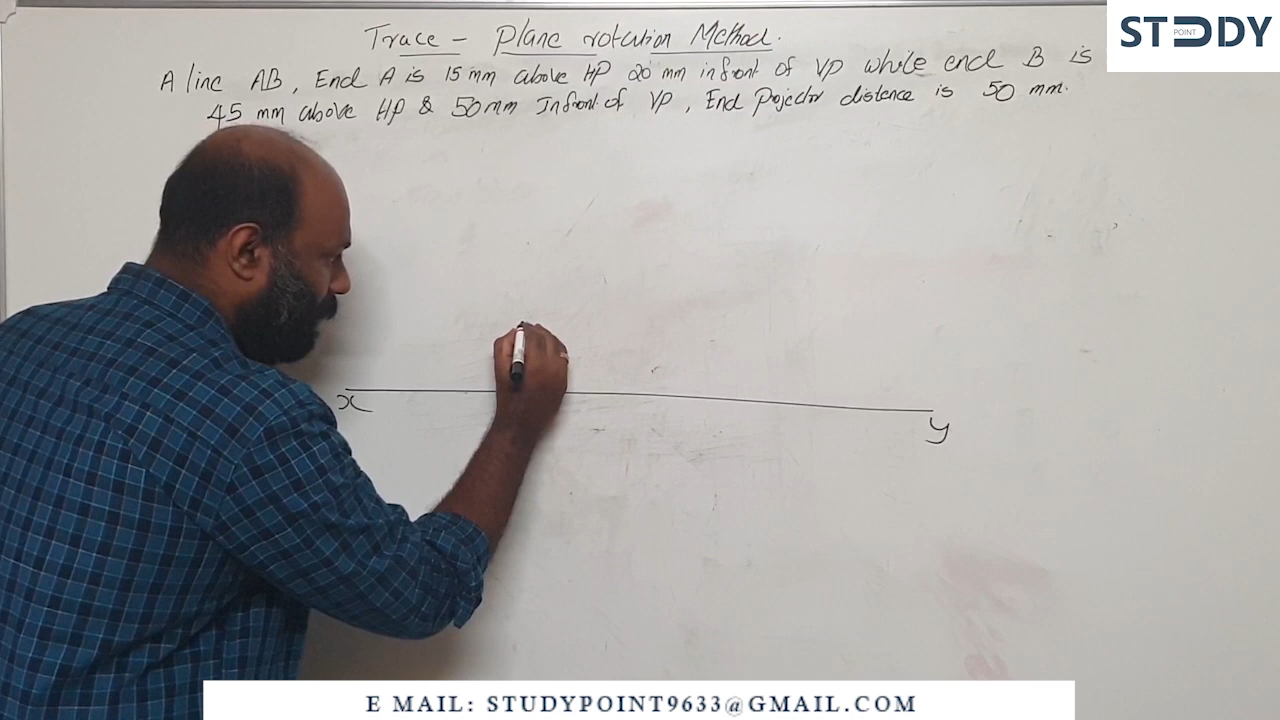 Trace - Plane rotation Method.
STUDY
POINT
A line AB, End A is 15 mm above HP 20 mm infront of VP while end B is
45 mm above HP & 50 mm Infront of VP, End Projector distance is 50 mm.
x
y
E MAIL: STUDYPOINT9633@GMAIL.COM